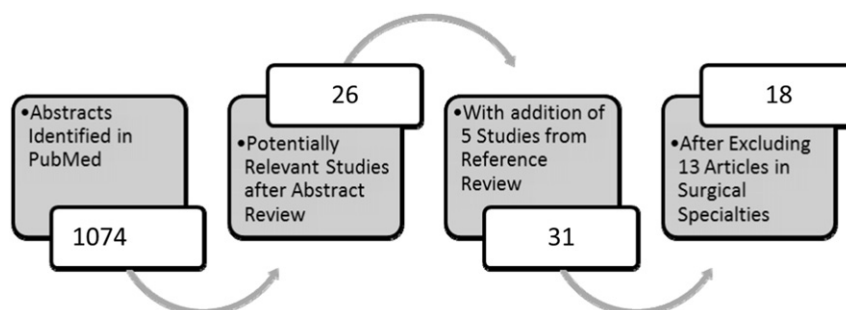 •Abstracts
Identified in
PubMed
1074
26
•Potentially
Relevant Studies
after Abstract
Review
•With addition of
5 Studies from
Reference
Review
31
18
•After Excluding
13 Articles in
Surgical
Specialties